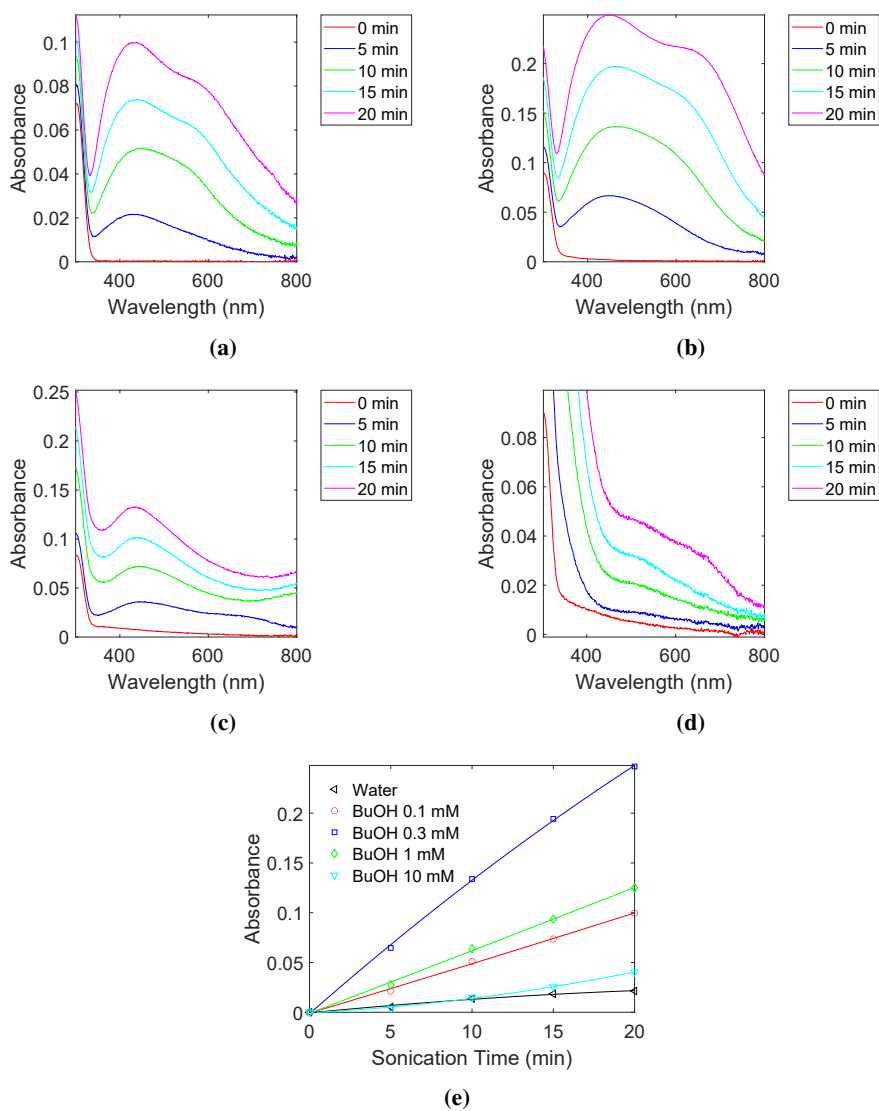 0.1
0.08
0.06
0.04
0.02
0
400
600
800
Absorbance
Wavelength (nm)
0 min
5 min
10 min
15 min
20 min
(a)
0.2
0.15
0.1
0.05
0
400
600
800
Absorbance
Wavelength (nm)
0 min
5 min
10 min
15 min
20 min
(b)
0.25
0.2
0.15
0.1
0.05
0
400
600
800
Absorbance
Wavelength (nm)
0 min
5 min
10 min
15 min
20 min
(c)
0.08
0.06
0.04
0.02
0
400
600
800
Absorbance
Wavelength (nm)
0 min
5 min
10 min
15 min
20 min
(d)
Water
BuOH 0.1 mM
BuOH 0.3 mM
BuOH 1 mM
BuOH 10 mM
0.2
0.15
0.1
0.05
0
0
5
10
15
20
Absorbance
Sonication Time (min)
(e)